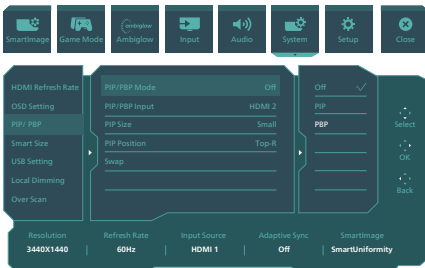 SmartImage
Game Mode
ambiglow
Ambiglow
Input
Audio
System
Setup
Close
HDMI Refresh Rate
OSD Setting
PIP/ PBP
Smart Size
USB Setting
Local Dimming
Over Scan
PIP/PBP Mode Off
PIP/PBP Input HDMI 2
PIP Size Small
PIP Position Top-R
Swap
Off
PIP
PBP
Select
OK
Back
Resolution Refresh Rate Input Source Adaptive Sync SmartImage
3440X1440 60Hz HDMI 1 Off SmartUniformity